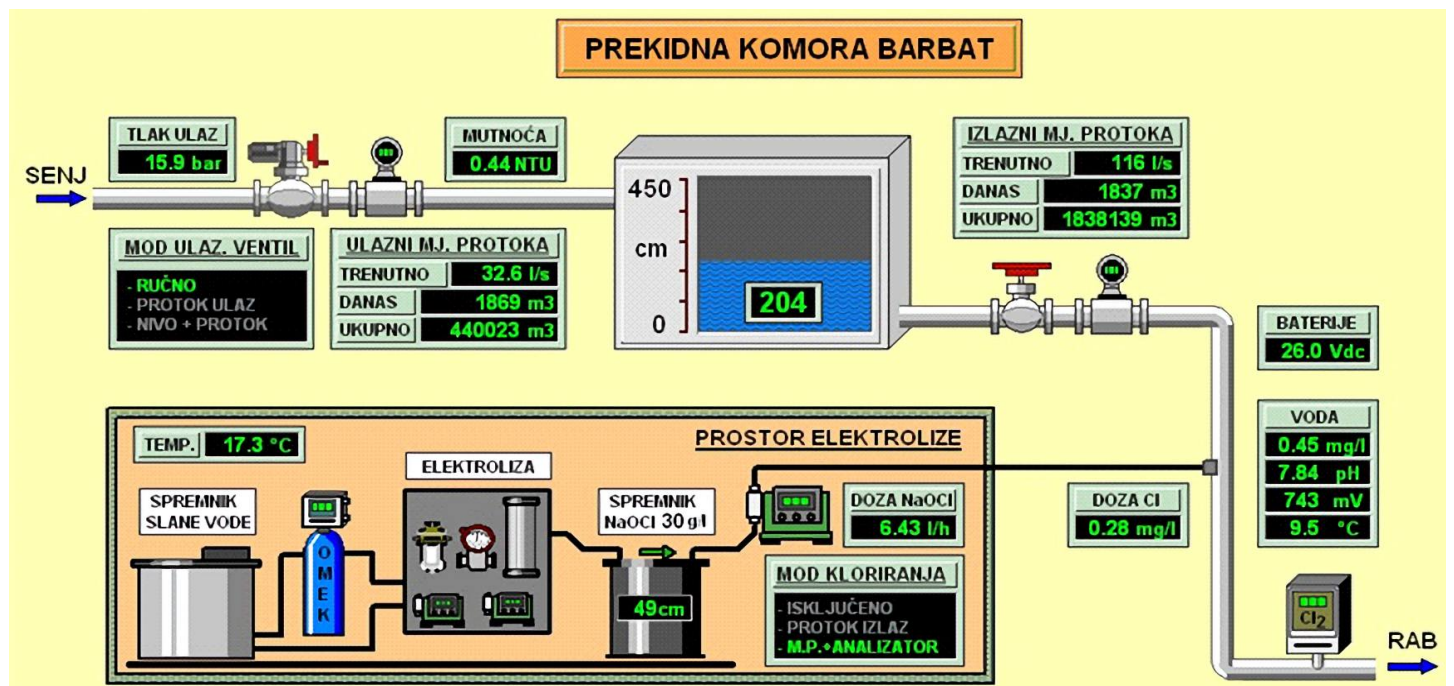 PREKIDNA KOMORA BARBAT
TLAK ULAZ
15.9 bar
MUTNOĆA
0.44 NTU
IZLAZNI MJ. PROTOKA
TRENUTNO 116 l/s
DANAS 1837 m3
UKUPNO 1838139 m3
SENJ
450
cm
0
204
MOD ULAZ. VENTIL
- RUČNO
- PROTOK ULAZ
- NIVO + PROTOK
ULAZNI MJ. PROTOKA
TRENUTNO 32.6 l/s
DANAS 1869 m3
UKUPNO 440023 m3
BATERIJE
26.0 Vdc
VODA
0.45 mg/l
7.84 pH
743 mV
9.5 °C
TEMP. 17.3 °C
PROSTOR ELEKTROLIZE
ELEKTROLIZA
SPREMNIK
SLANE VODE
OMEK
SPREMNIK
NaOCl 30 g/l
49cm
DOZA NaOCl
6.43 l/h
DOZA Cl
0.28 mg/l
MOD KLORIRANJA
- ISKLJUČENO
- PROTOK IZLAZ
- M.P.+ANALIZATOR
Cl2
RAB